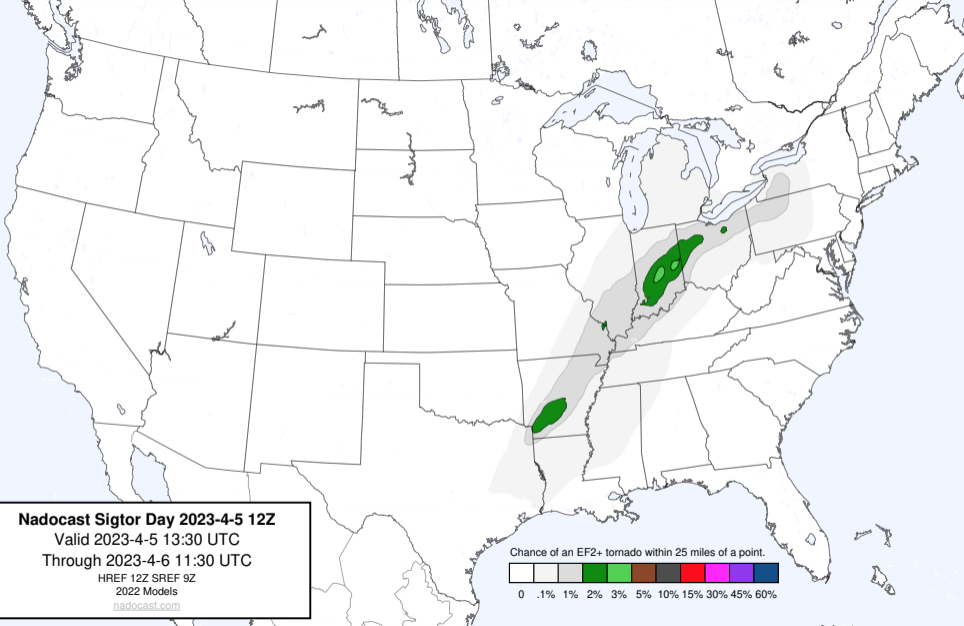 Nadocast Sigtor Day 2023-4-5 12Z
Valid 2023-4-5 13:30 UTC
Through 2023-4-6 11:30 UTC
HREF 12Z SREF 9Z
2022 Models
nadocast.com
Chance of an EF2+ tornado within 25 miles of a point.
0 .1% 1% 2% 3% 5% 10% 15% 30% 45% 60%